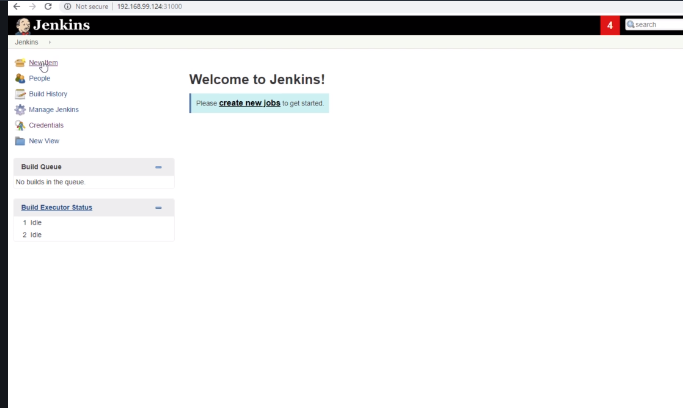 Not secure | 192.168.99.124:31000
Jenkins
4
search
Jenkins
New Item
People
Build History
Manage Jenkins
Credentials
New View
Welcome to Jenkins!
Please create new jobs to get started.
Build Queue
No builds in the queue
Build Executor Status
1 Idle
2 Idle